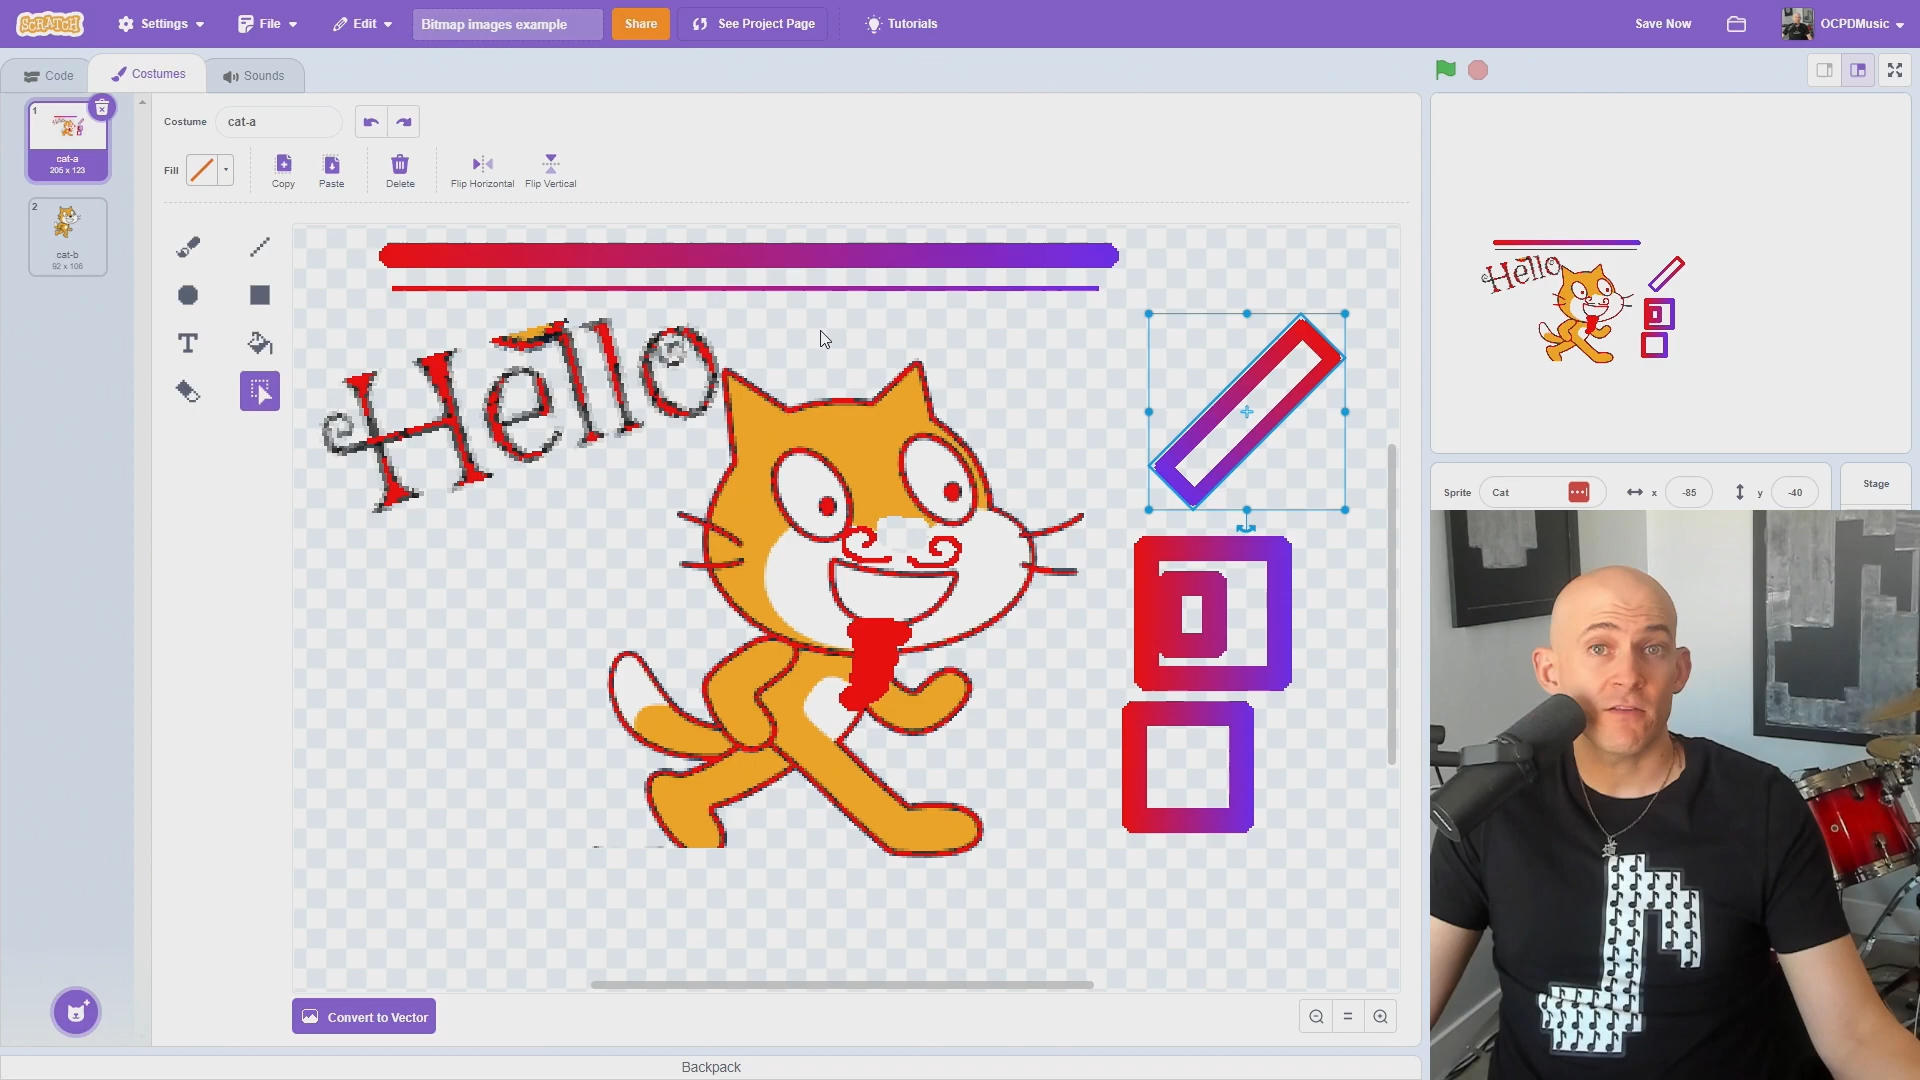 SCRATCH
Settings
File
Edit
Bitmap images example
Share
See Project Page
Tutorials
Save Now
OCPDMusic
Code
Costumes
Sounds
1
cat-a
205 x 123
2
cat-b
92 x 106
Costume
cat-a
Fill
Copy
Paste
Delete
Flip Horizontal
Flip Vertical
T
Hello
Hello
Sprite
Cat
x
-85
y
-40
Stage
Convert to Vector
Backpack